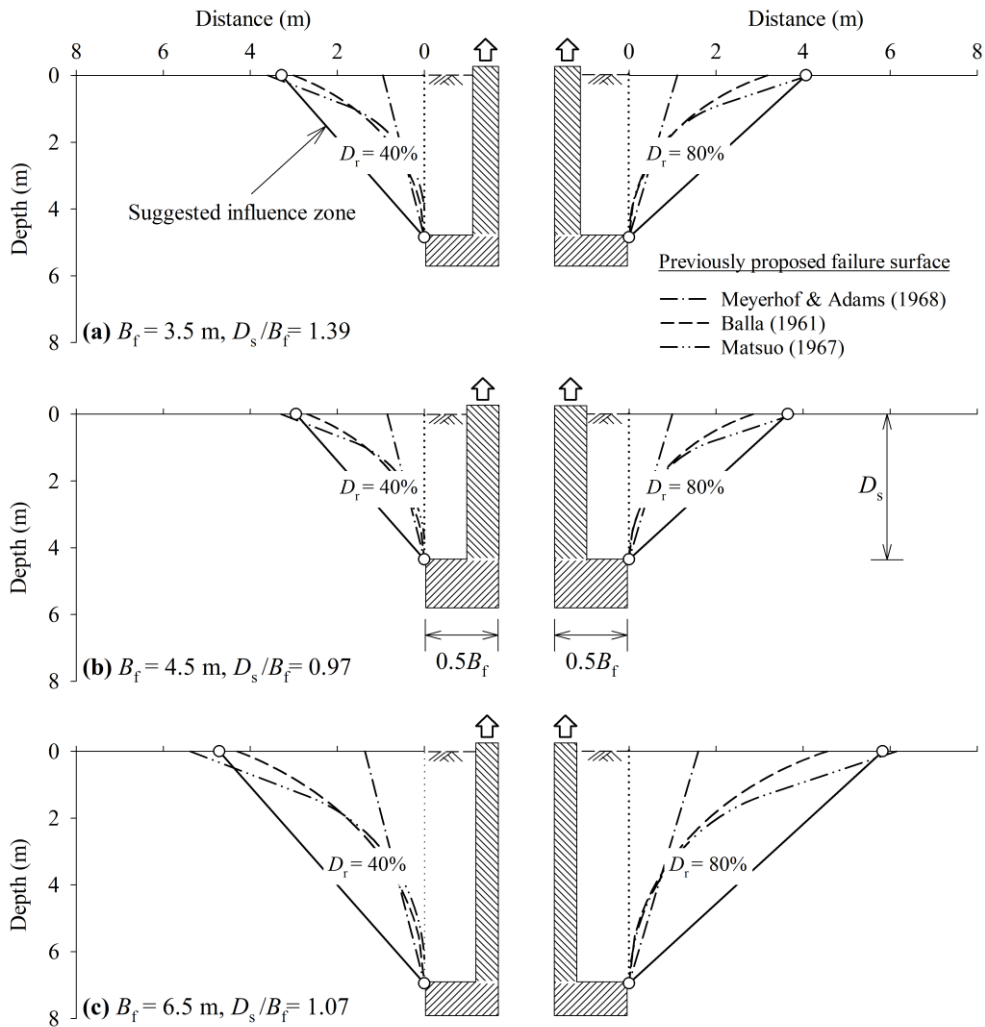 Distance (m) Distance (m)
8 6 4 2 0 0 2 4 6 8
0
2
4
6
8
Depth (m)
D_r = 40%
D_r = 80%
Suggested influence zone
Previously proposed failure surface
Meyerhof & Adams (1968)
Balla (1961)
Matsuo (1967)
(a) B_f = 3.5 m, D_s/B_f = 1.39
0
2
4
6
8
Depth (m)
D_r = 40%
D_r = 80%
D_s
0.5B_f 0.5B_f
(b) B_f = 4.5 m, D_s/B_f = 0.97
0
2
4
6
8
Depth (m)
D_r = 40%
D_r = 80%
(c) B_f = 6.5 m, D_s/B_f = 1.07